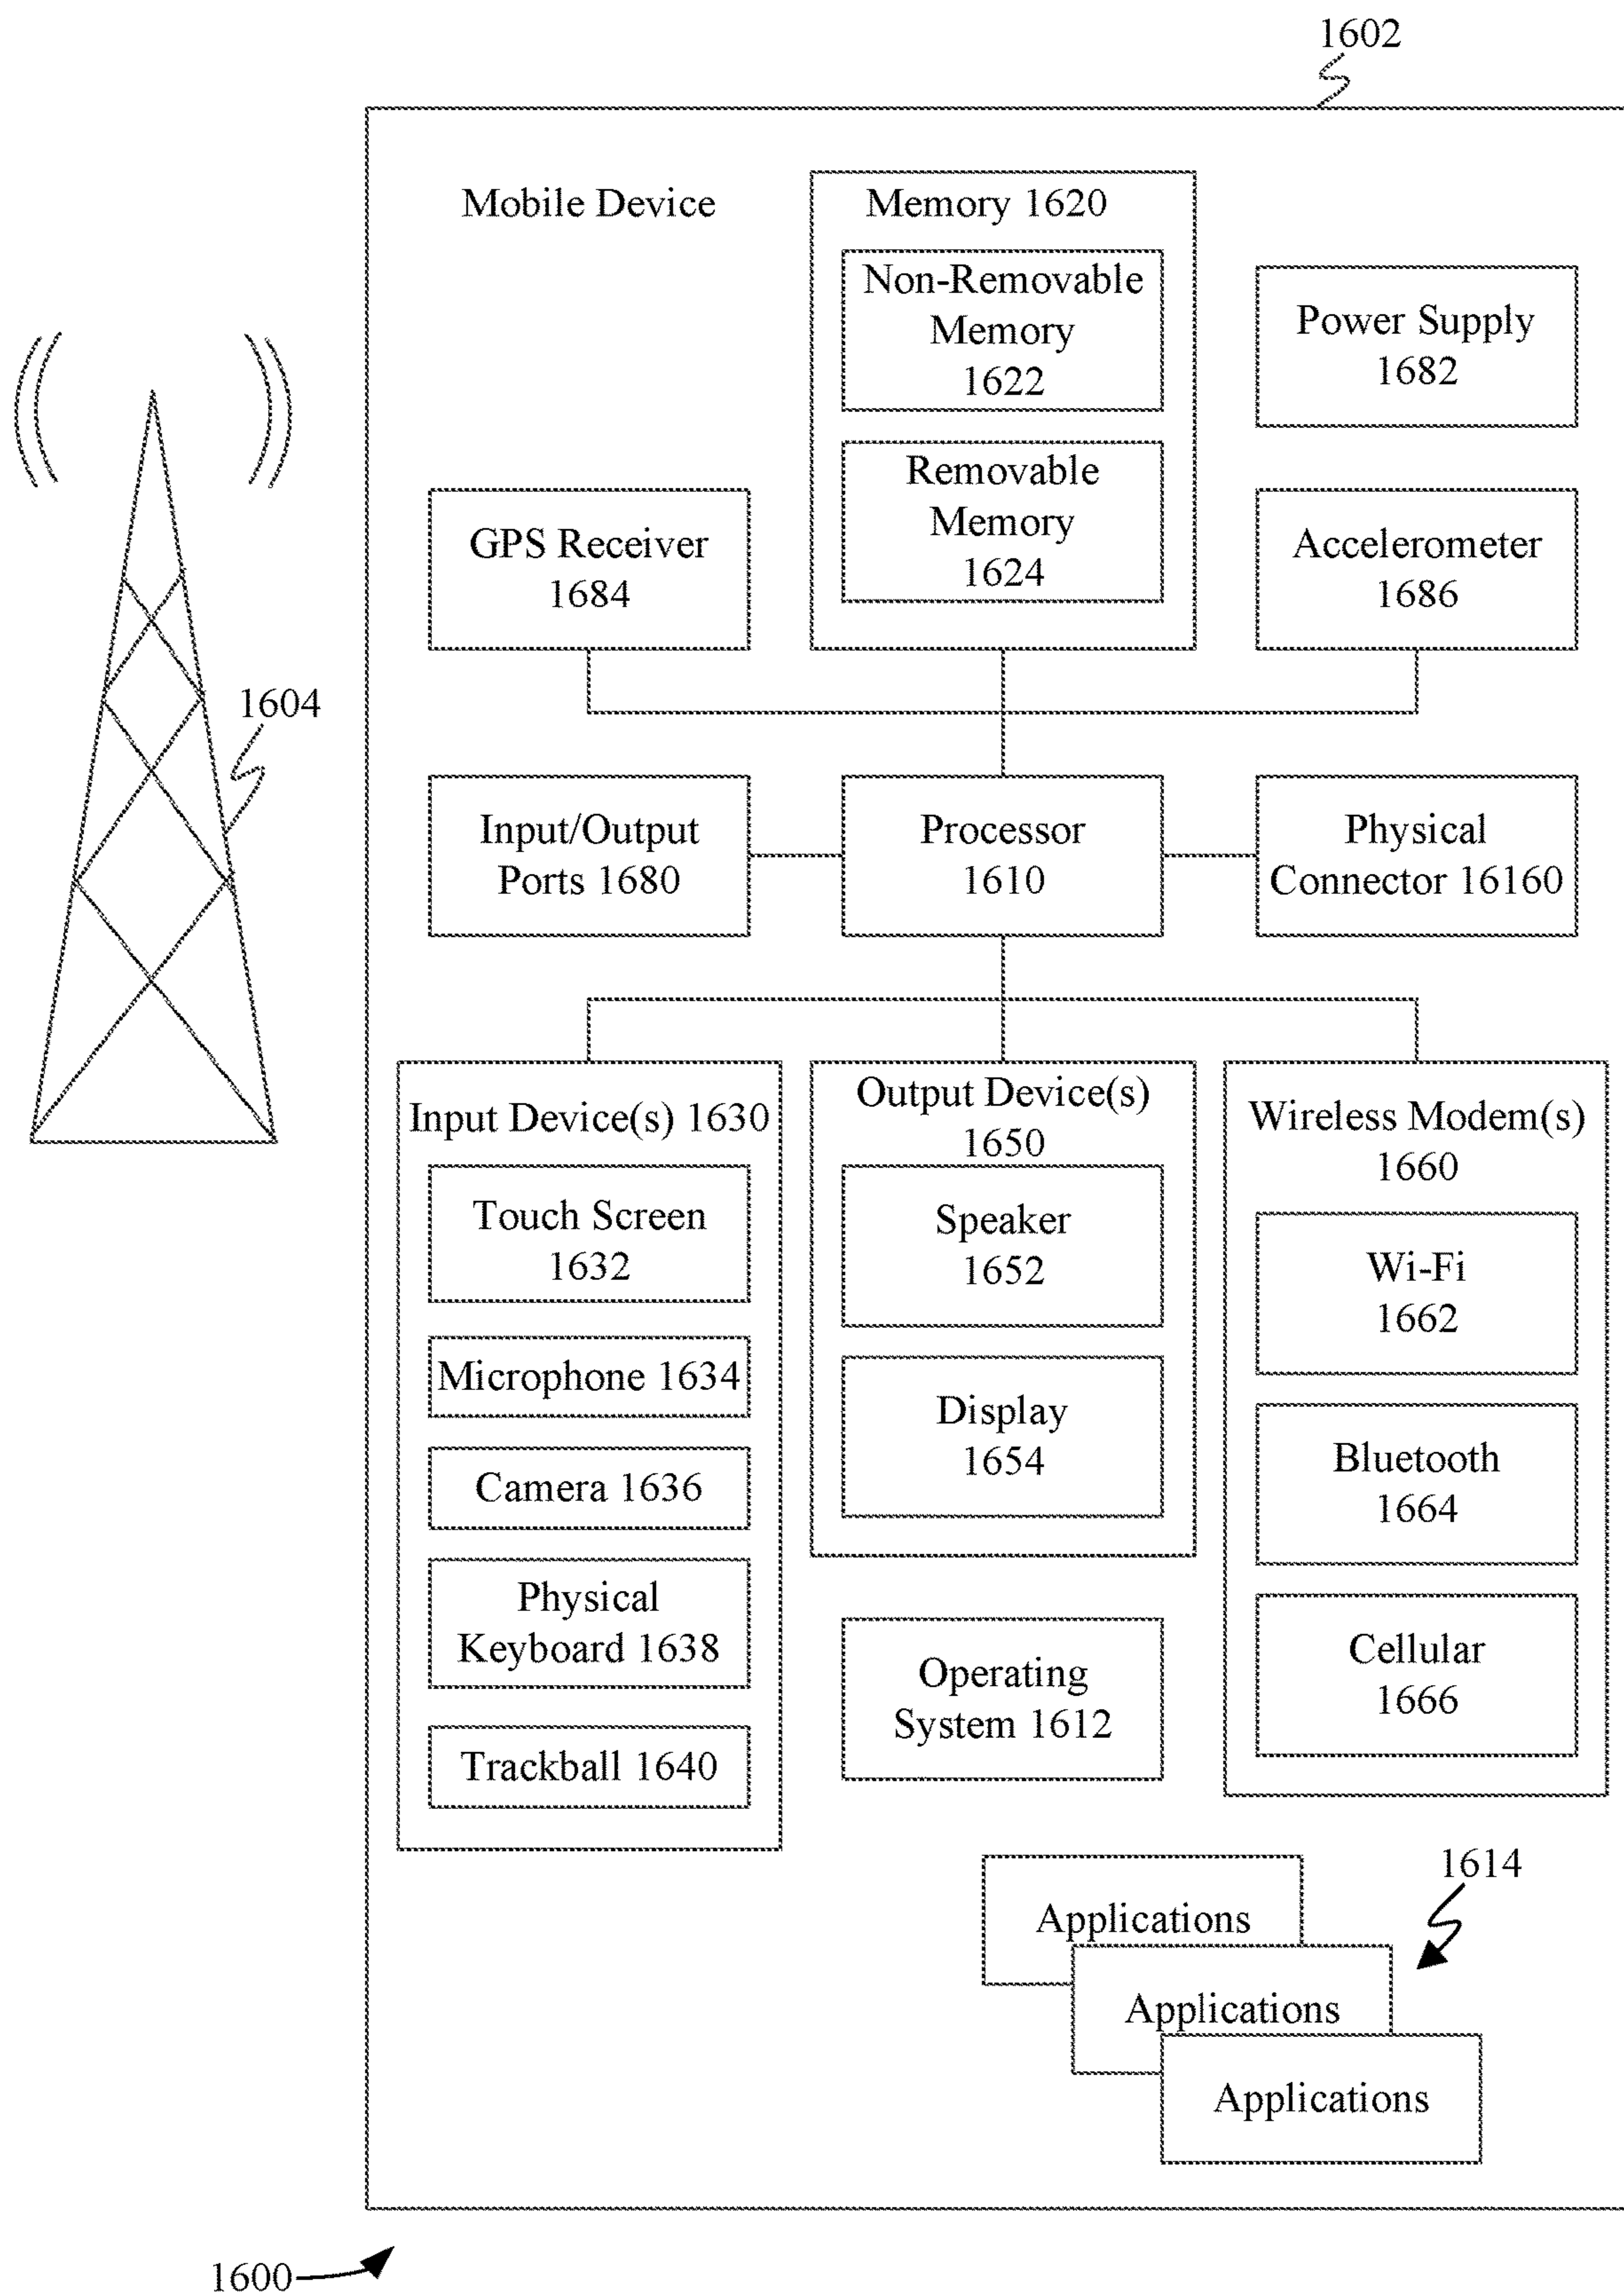 1602
Mobile Device
Memory 1620
Non-Removable
Memory
1622
Removable
Memory
1624
Power Supply
1682
GPS Receiver
1684
Accelerometer
1686
1604
Input/Output
Ports 1680
Processor
1610
Physical
Connector 16160
Input Device(s) 1630
Touch Screen
1632
Microphone 1634
Camera 1636
Physical
Keyboard 1638
Trackball 1640
Output Device(s)
1650
Speaker
1652
Display
1654
Operating
System 1612
Wireless Modem(s)
1660
Wi-Fi
1662
Bluetooth
1664
Cellular
1666
1614
Applications
Applications
Applications
1600